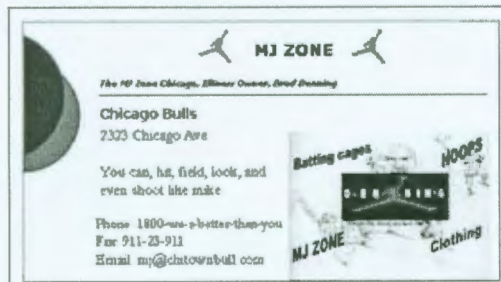 MJ ZONE
The MJ Zone Chicago, Illinois Owner, Brad Denning
Chicago Bulls
2323 Chicago Ave
You can, hit, field, look, and
even shoot like mike
Phone 1800-we-r-better-than-you
Fax 911-23-911
Email mj@chitownbull.com
Batting cages
HOOPS
MJ ZONE
Clothing